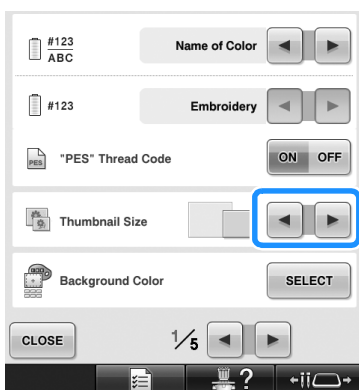 #123
ABC
Name of Color
#123
Embroidery
PES
"PES" Thread Code
ON OFF
Thumbnail Size
Background Color
SELECT
CLOSE
1/5
?